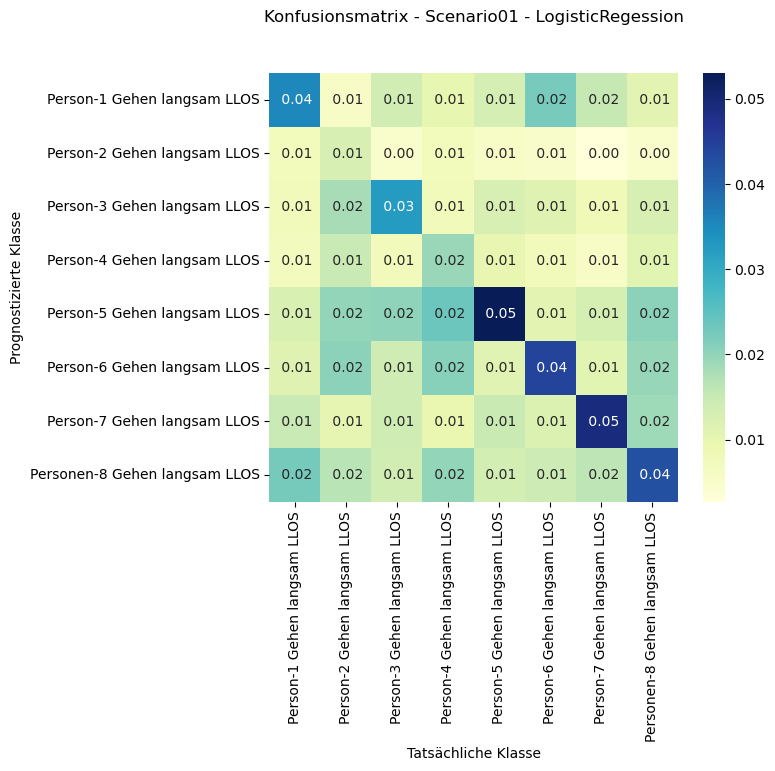 Konfusionsmatrix - Scenario01 - LogisticRegession
Person-1 Gehen langsam LLOS 0.04 0.01 0.01 0.01 0.01 0.02 0.02 0.01
Person-2 Gehen langsam LLOS 0.01 0.01 0.00 0.01 0.01 0.01 0.00 0.00
Person-3 Gehen langsam LLOS 0.01 0.02 0.03 0.01 0.01 0.01 0.01 0.01
Person-4 Gehen langsam LLOS 0.01 0.01 0.01 0.02 0.01 0.01 0.01 0.01
Person-5 Gehen langsam LLOS 0.01 0.02 0.02 0.02 0.05 0.01 0.01 0.02
Person-6 Gehen langsam LLOS 0.01 0.02 0.01 0.02 0.01 0.04 0.01 0.02
Person-7 Gehen langsam LLOS 0.01 0.01 0.01 0.01 0.01 0.01 0.05 0.02
Personen-8 Gehen langsam LLOS 0.02 0.02 0.01 0.02 0.01 0.01 0.02 0.04
Prognostizierte Klasse
Person-1 Gehen langsam LLOS
Person-2 Gehen langsam LLOS
Person-3 Gehen langsam LLOS
Person-4 Gehen langsam LLOS
Person-5 Gehen langsam LLOS
Person-6 Gehen langsam LLOS
Person-7 Gehen langsam LLOS
Personen-8 Gehen langsam LLOS
Tatsächliche Klasse
0.05
0.04
0.03
0.02
0.01